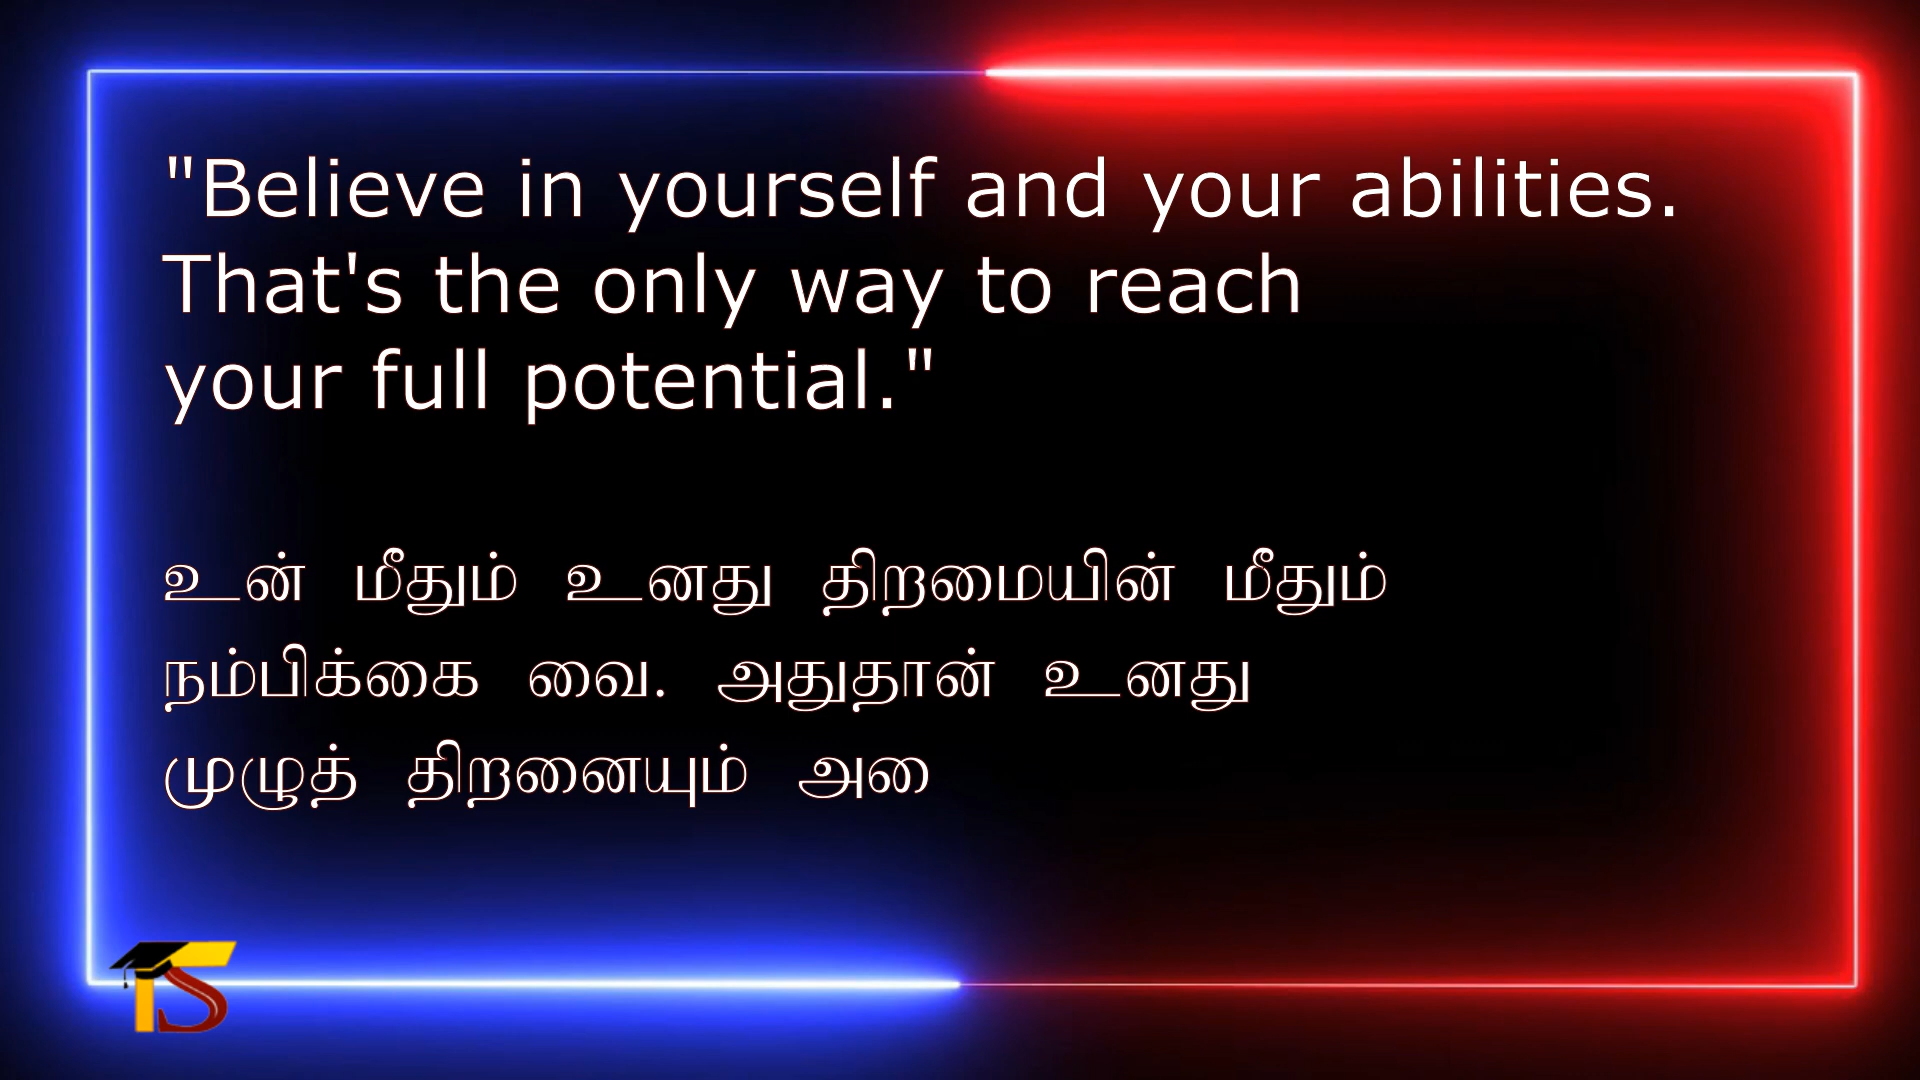 "Believe in yourself and your abilities.
That's the only way to reach
your full potential."
உன் மீதும் உனது திறமையின் மீதும்
நம்பிக்கை வை. அதுதான் உனது
முழுத் திறனையும் அை
TS